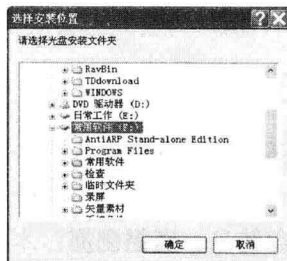 选择安装位置
请选择光盘安装文件夹
RavBin
TDdownload
WINDOWS
DVD 驱动器 (D:)
日常工作 (E:)
常用软件 (F:)
AntiARP Stand-alone Edition
Program Files
常用软件
检查
临时文件夹
录屏
矢量素材
确定
取消